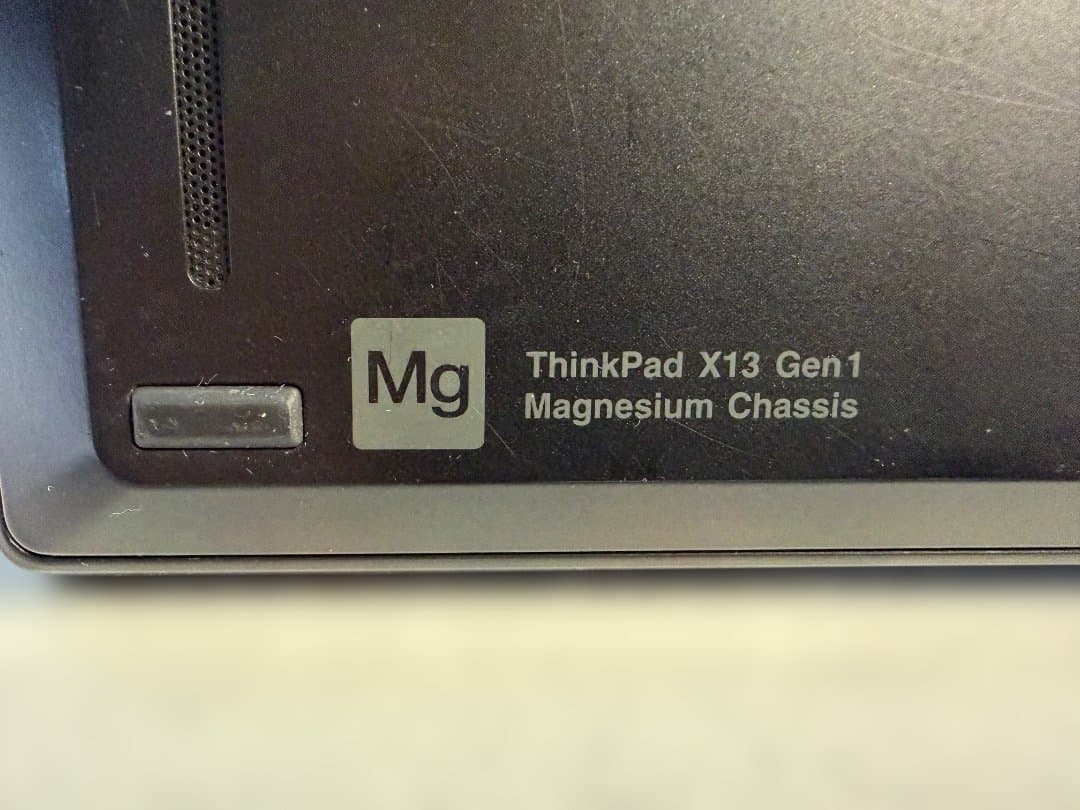 Mg
ThinkPad X13 Gen1
Magnesium Chassis